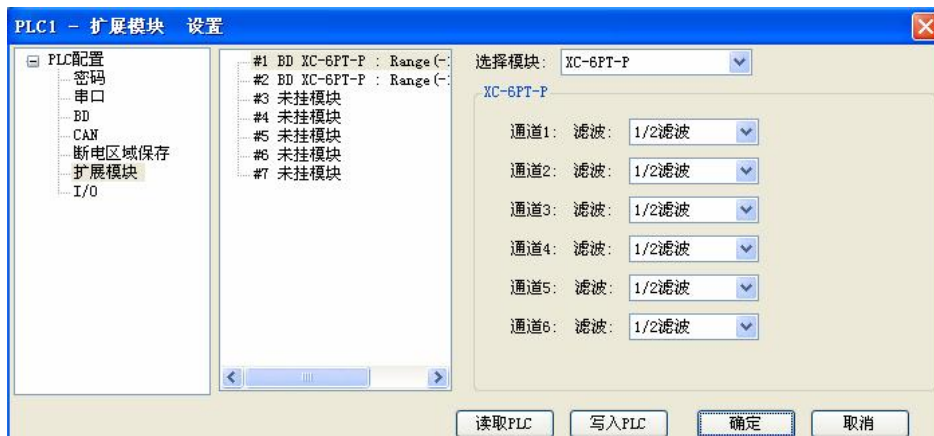 PLC1 - 扩展模块 设置
PLC配置
密码
串口
BD
CAN
断电区域保存
扩展模块
I/O
#1 BD XC-6PT-P : Range(-
#2 BD XC-6PT-P : Range(-
#3 未挂模块
#4 未挂模块
#5 未挂模块
#6 未挂模块
#7 未挂模块
选择模块: XC-6PT-P
XC-6PT-P
通道1: 滤波: 1/2滤波
通道2: 滤波: 1/2滤波
通道3: 滤波: 1/2滤波
通道4: 滤波: 1/2滤波
通道5: 滤波: 1/2滤波
通道6: 滤波: 1/2滤波
读取PLC 写入PLC 确定 取消